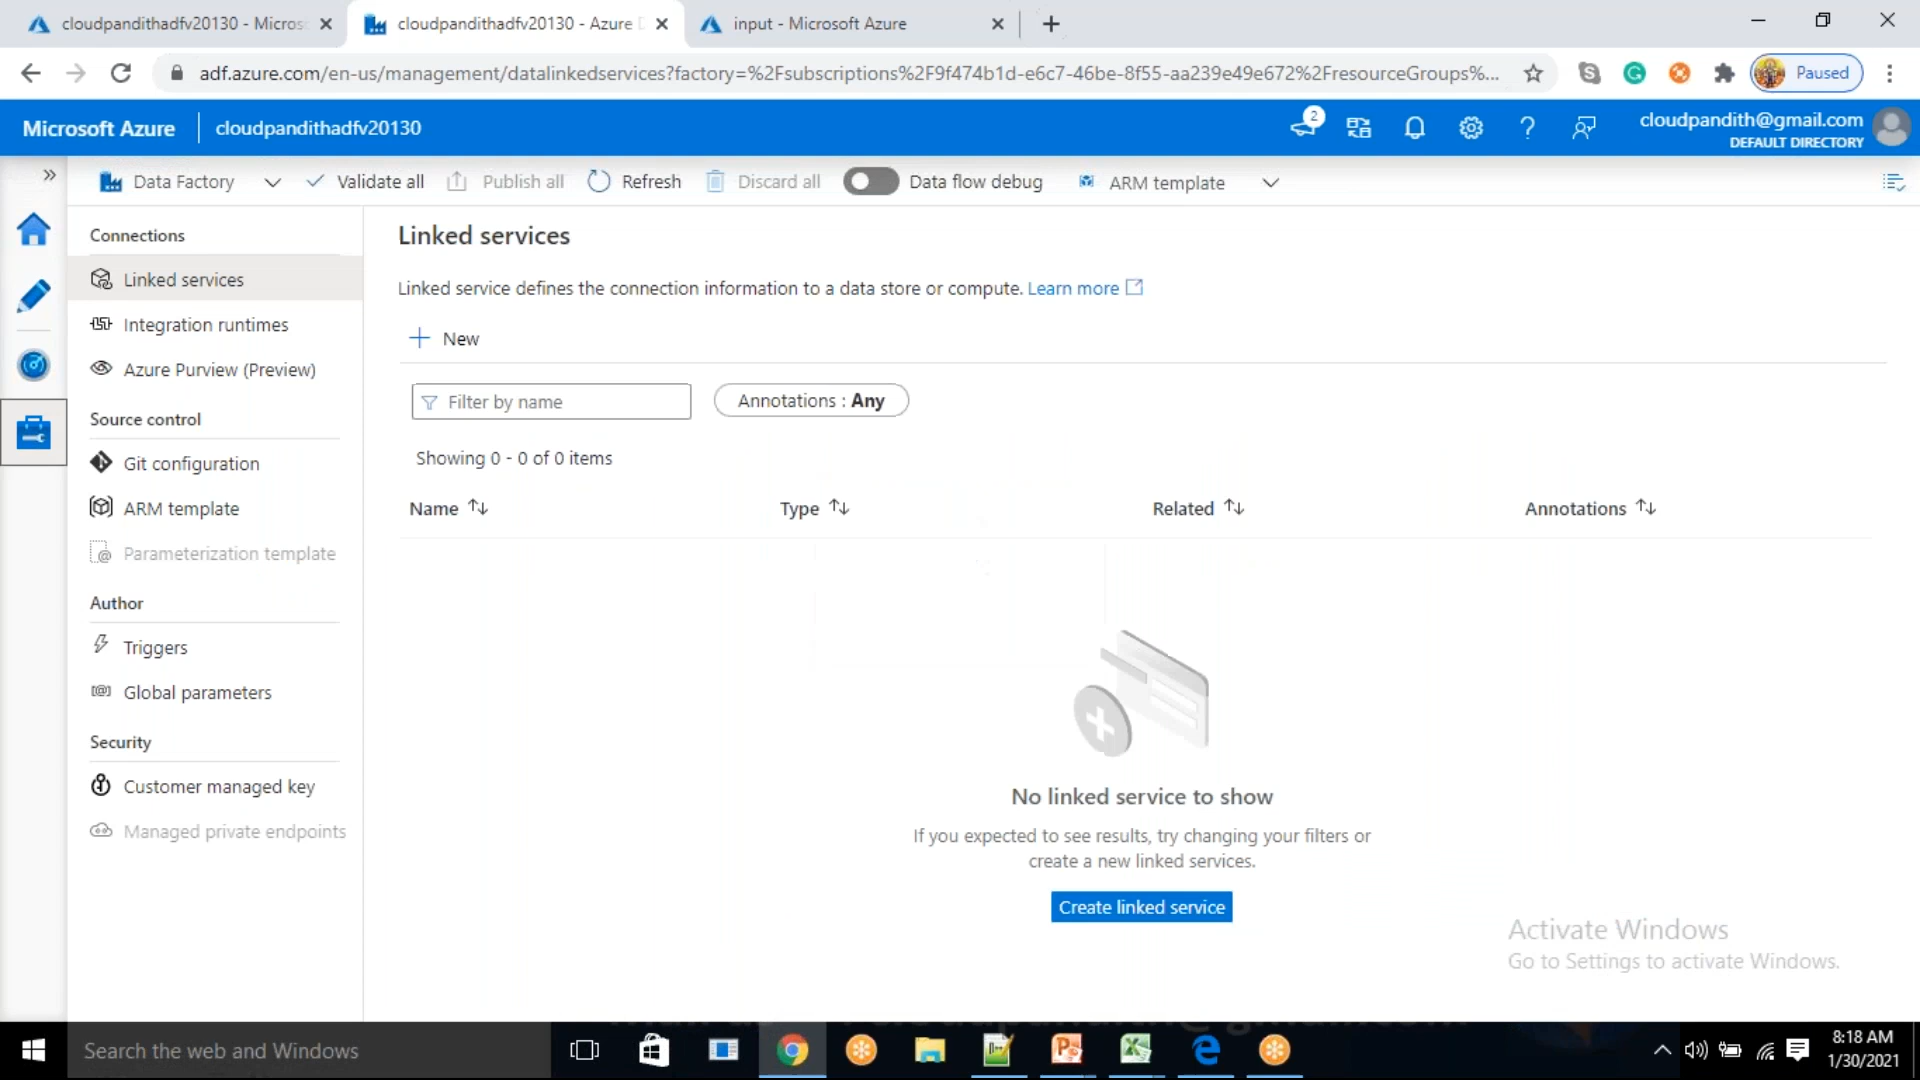 cloudpandithadfv20130 - Micros
cloudpandithadfv20130 - Azure D
input - Microsoft Azure
adf.azure.com/en-us/management/datalinkedservices?factory=%2Fsubscriptions%2F9f474b1d-e6c7-46be-8f55-aa239e49e672%2FresourceGroups%...
Paused
Microsoft Azure
cloudpandithadfv20130
2
cloudpandith@gmail.com
DEFAULT DIRECTORY
Data Factory
Validate all
Publish all
Refresh
Discard all
Data flow debug
ARM template
Connections
Linked services
Integration runtimes
Azure Purview (Preview)
Source control
Git configuration
ARM template
Parameterization template
Author
Triggers
Global parameters
Security
Customer managed key
Managed private endpoints
Linked services
Linked service defines the connection information to a data store or compute. Learn more
New
Filter by name
Annotations : Any
Showing 0 - 0 of 0 items
Name
Type
Related
Annotations
No linked service to show
If you expected to see results, try changing your filters or
create a new linked services.
Create linked service
Activate Windows
Go to Settings to activate Windows.
Search the web and Windows
8:18 AM
1/30/2021